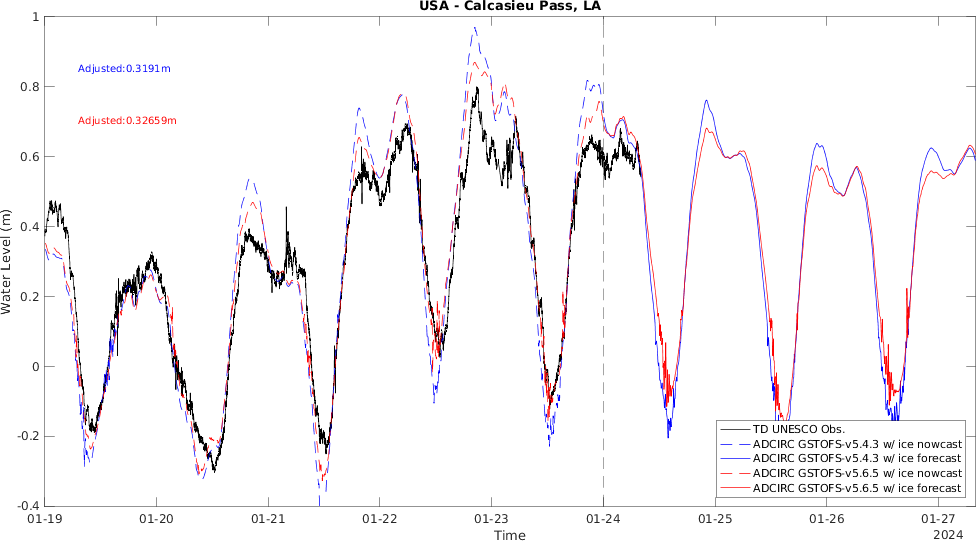 USA - Calcasieu Pass, LA
1
0.8
0.6
0.4
0.2
0
-0.2
-0.4
Water Level (m)
Adjusted:0.3191m
Adjusted:0.32659m
TD UNESCO Obs.
ADCIRC GSTOFS-v5.4.3 w/ ice nowcast
ADCIRC GSTOFS-v5.4.3 w/ ice forecast
ADCIRC GSTOFS-v5.6.5 w/ ice nowcast
ADCIRC GSTOFS-v5.6.5 w/ ice forecast
01-19 01-20 01-21 01-22 01-23 01-24 01-25 01-26 01-27
Time
2024